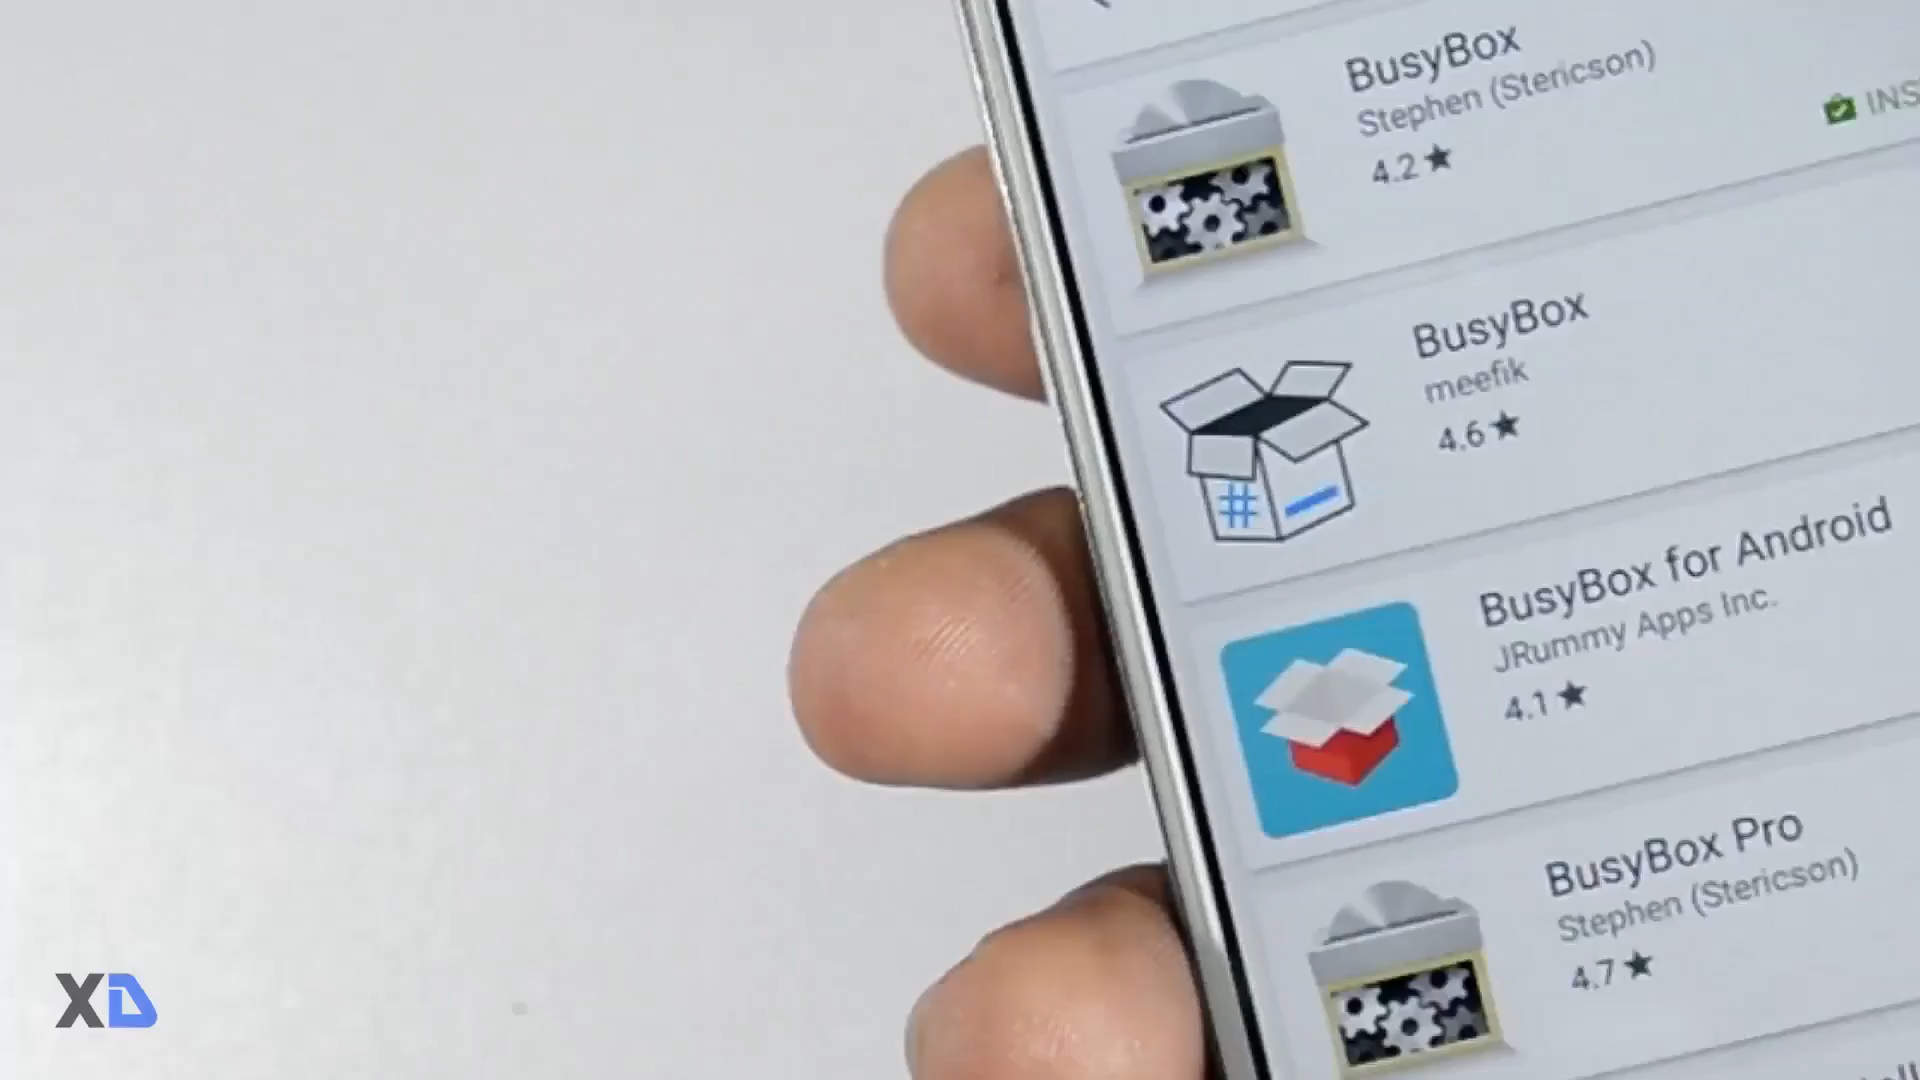 BusyBox
Stephen (Stericson)
4.2★
BusyBox
meefik
4.6★
#
BusyBox for Android
JRummy Apps Inc.
4.1★
BusyBox Pro
Stephen (Stericson)
4.7★
XD